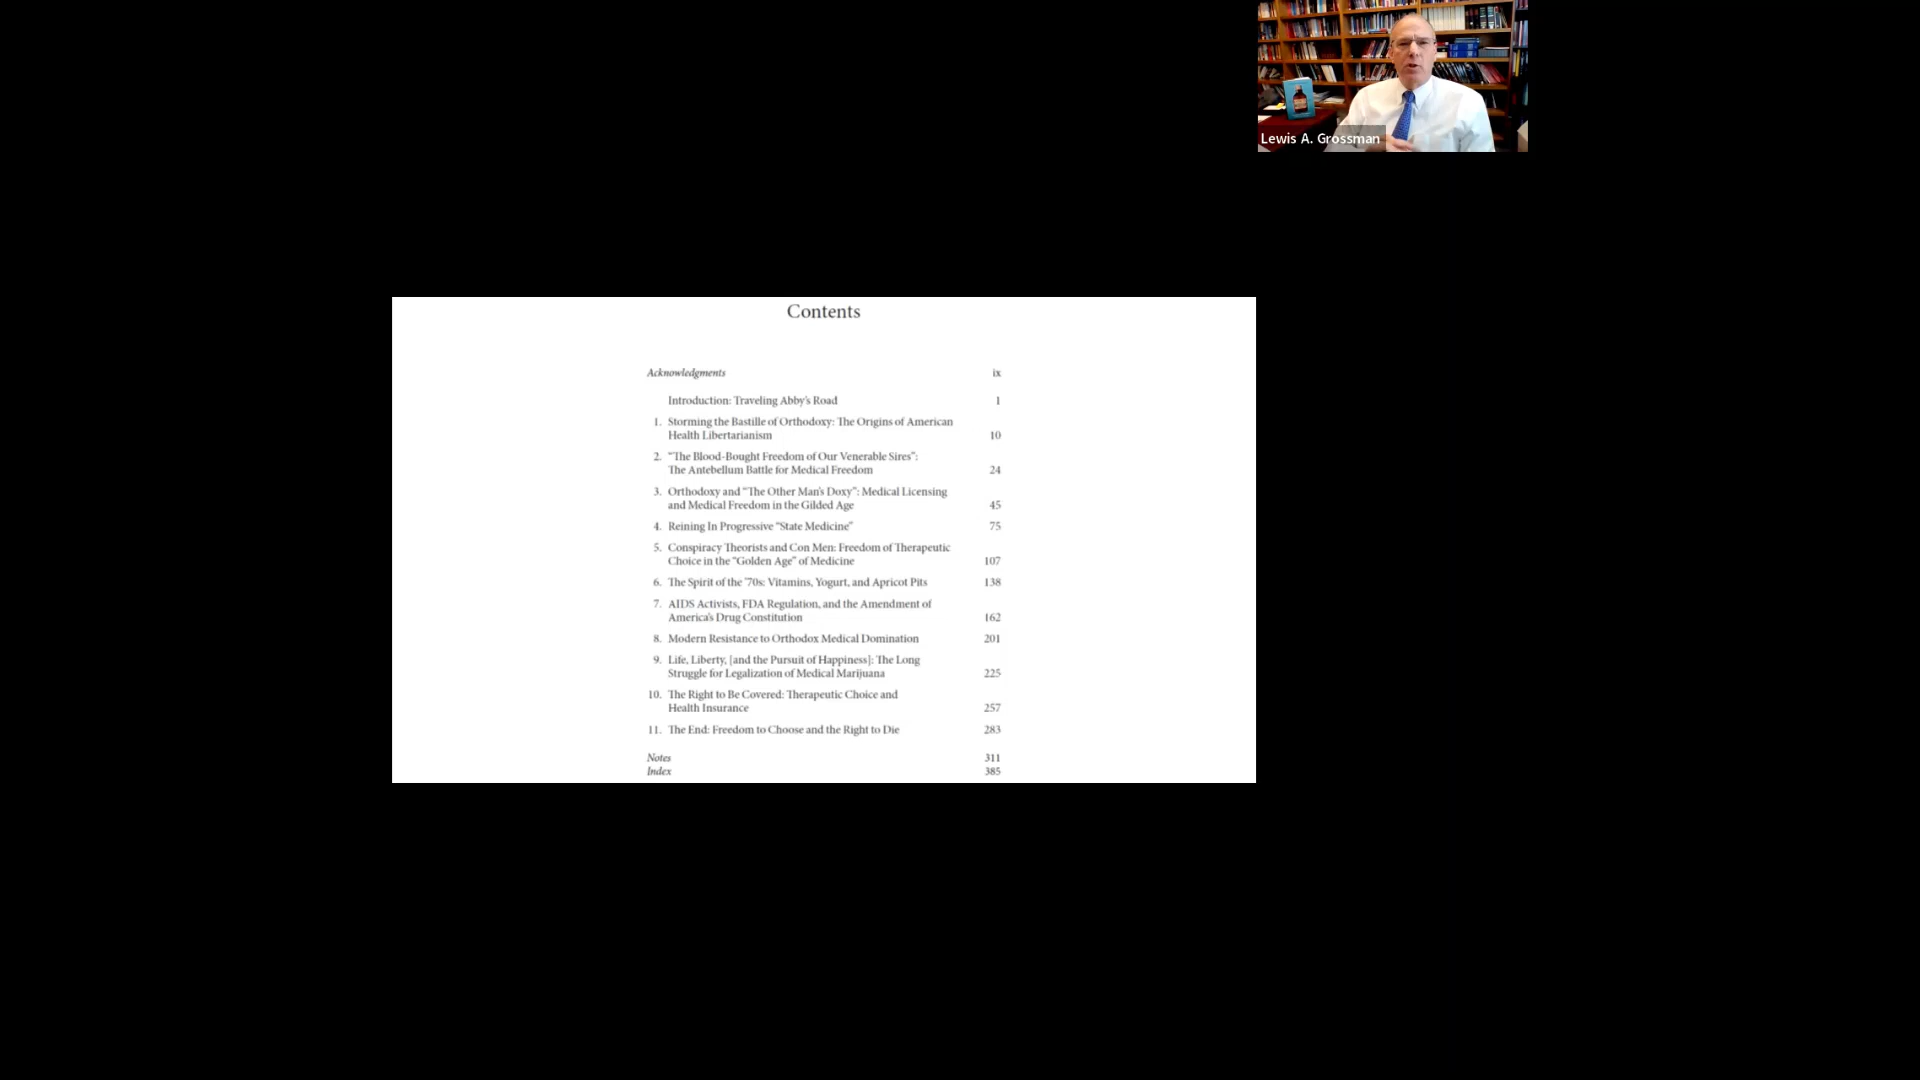 Lewis A. Grossman
Contents
Acknowledgments ix
Introduction: Traveling Abby's Road 1
1. Storming the Bastille of Orthodoxy: The Origins of American
Health Libertarianism 10
2. “The Blood-Bought Freedom of Our Venerable Sires”:
The Antebellum Battle for Medical Freedom 24
3. Orthodoxy and “The Other Man's Doxy”: Medical Licensing
and Medical Freedom in the Gilded Age 45
4. Reining In Progressive “State Medicine” 75
5. Conspiracy Theorists and Con Men: Freedom of Therapeutic
Choice in the “Golden Age” of Medicine 107
6. The Spirit of the '70s: Vitamins, Yogurt, and Apricot Pits 138
7. AIDS Activists, FDA Regulation, and the Amendment of
America's Drug Constitution 162
8. Modern Resistance to Orthodox Medical Domination 201
9. Life, Liberty, [and the Pursuit of Happiness]: The Long
Struggle for Legalization of Medical Marijuana 225
10. The Right to Be Covered: Therapeutic Choice and
Health Insurance 257
11. The End: Freedom to Choose and the Right to Die 283
Notes 311
Index 385